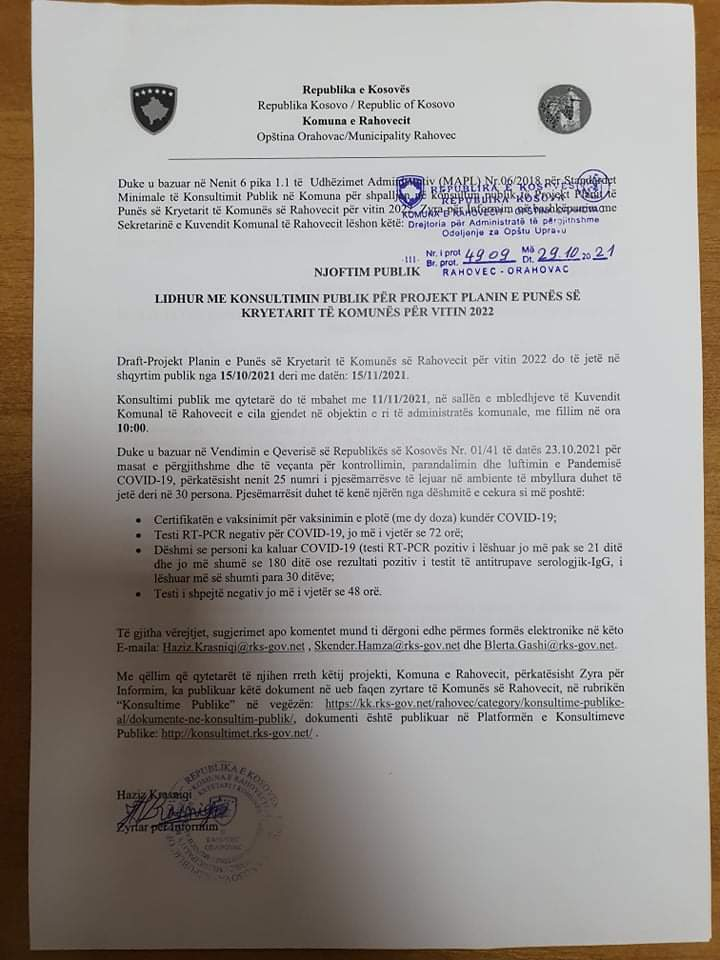 Republika e Kosovës
Republika Kosovo / Republic of Kosovo
Komuna e Rahovecit
Opština Orahovac/Municipality Rahovec
Duke u bazuar në Nenit 6 pika 1.1 të Udhëzimet Administrativ (MAPL) Nr.06/2018 për Standardet
Minimale të Konsultimit Publik në Komuna për shpalljen në konsultim publik të Projekt Planit të
Punës së Kryetarit të Komunës së Rahovecit për vitin 2022, Zyra për Informim në bashkëpunim me
Sekretarinë e Kuvendit Komunal të Rahovecit lëshon këtë:
REPUBLIKA E KOSOVËS
REPUBLIKA KOSOVA
KOMUNA E RAHOVECIT - OPŠTINA ORAHOVAC
Drejtoria për Administratë të përgjithshme
Odeljenje za Opštu Upravu
Nr. i prot. Më
Br. prot. 4909 Dt. 29.10.2021
RAHOVEC - ORAHOVAC
NJOFTIM PUBLIK
LIDHUR ME KONSULTIMIN PUBLIK PËR PROJEKT PLANIN E PUNËS SË
KRYETARIT TË KOMUNËS PËR VITIN 2022
Draft-Projekt Planin e Punës së Kryetarit të Komunës së Rahovecit për vitin 2022 do të jetë në
shqyrtim publik nga 15/10/2021 deri me datën: 15/11/2021.
Konsultimi publik me qytetarë do të mbahet me 11/11/2021, në sallën e mbledhjeve të Kuvendit
Komunal të Rahovecit e cila gjendet në objektin e ri të administratës komunale, me fillim në ora
10:00.
Duke u bazuar në Vendimin e Qeverisë së Republikës së Kosovës Nr. 01/41 të datës 23.10.2021 për
masat e përgjithshme dhe të veçanta për kontrollimin, parandalimin dhe luftimin e Pandemisë
COVID-19, përkatësisht nenit 25 numri i pjesëmarrësve të lejuar në ambiente të mbyllura duhet të
jetë deri në 30 persona. Pjesëmarrësit duhet të kenë njërën nga dëshmitë e cekura si më poshtë:
• Certifikatën e vaksinimit për vaksinimin e plotë (me dy doza) kundër COVID-19;
• Testi RT-PCR negativ për COVID-19, jo më i vjetër se 72 orë;
• Dëshmi se personi ka kaluar COVID-19 (testi RT-PCR pozitiv i lëshuar jo më pak se 21 ditë
dhe jo më shumë se 180 ditë ose rezultati pozitiv i testit të antitrupave serologjik-IgG, i
lëshuar më së shumti para 30 ditëve;
• Testi i shpejtë negativ jo më i vjetër se 48 orë.
Të gjitha vërejtjet, sugjerimet apo komentet mund ti dërgoni edhe përmes formës elektronike në këto
E-maila: Haziz.Krasniqi@rks-gov.net , Skender.Hamza@rks-gov.net dhe Blerta.Gashi@rks-gov.net.
Me qëllim që qytetarët të njihen rreth këtij projekti, Komuna e Rahovecit, përkatësisht Zyra për
Informim, ka publikuar këtë dokument në ueb faqen zyrtare të Komunës së Rahovecit, në rubrikën
“Konsultime Publike” në vegëzën: https://kk.rks-gov.net/rahovec/category/konsultime-publike-
al/dokumente-ne-konsultim-publik/, dokumenti është publikuar në Platformën e Konsultimeve
Publike: http://konsultimet.rks-gov.net/ .
Haziz Krasniqi
Zyrtar për Informim